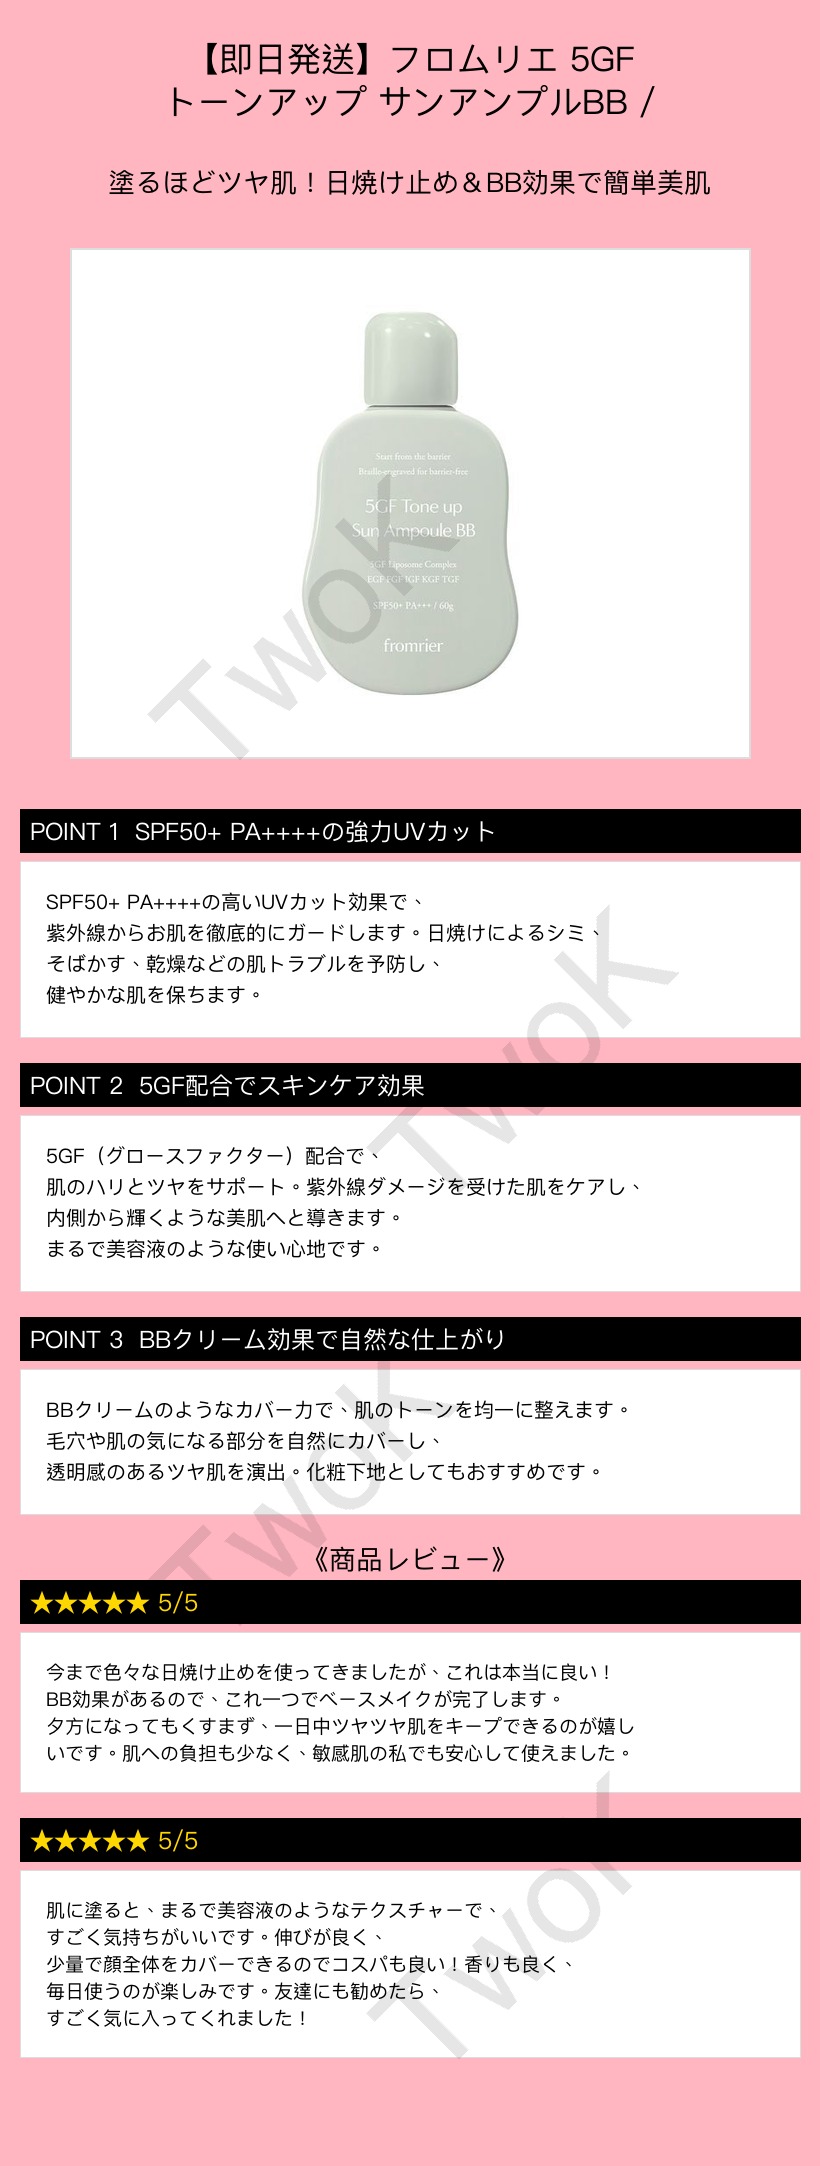 【即日発送】フロムリエ 5GF
トーンアップ サンアンプルBB /
塗るほどツヤ肌！日焼け止め＆BB効果で簡単美肌
Start from the barrier
Braille-engraved for barrier-free
5GF Tone up
Sun Ampoule BB
5GF Liposome Complex
EGF FGF IGF KGF TGF
SPF50+ PA+++ / 60g
fromrier
TwoK
POINT 1 SPF50+ PA++++の強力UVカット
SPF50+ PA++++の高いUVカット効果で、
紫外線からお肌を徹底的にガードします。日焼けによるシミ、
そばかす、乾燥などの肌トラブルを予防し、
健やかな肌を保ちます。
TwoK
POINT 2 5GF配合でスキンケア効果
5GF（グロースファクター）配合で、
肌のハリとツヤをサポート。紫外線ダメージを受けた肌をケアし、
内側から輝くような美肌へと導きます。
まるで美容液のような使い心地です。
POINT 3 BBクリーム効果で自然な仕上がり
BBクリームのようなカバー力で、肌のトーンを均一に整えます。
毛穴や肌の気になる部分を自然にカバーし、
透明感のあるツヤ肌を演出。化粧下地としてもおすすめです。
TwoK
《商品レビュー》
★★★★★ 5/5
今まで色々な日焼け止めを使ってきましたが、これは本当に良い！
BB効果があるので、これ一つでベースメイクが完了します。
夕方になってもくすまず、一日中ツヤツヤ肌をキープできるのが嬉し
いです。肌への負担も少なく、敏感肌の私でも安心して使えました。
★★★★★ 5/5
肌に塗ると、まるで美容液のようなテクスチャーで、
すごく気持ちがいいです。伸びが良く、
少量で顔全体をカバーできるのでコスパも良い！香りも良く、
毎日使うのが楽しみです。友達にも勧めたら、
すごく気に入ってくれました！
TwoK